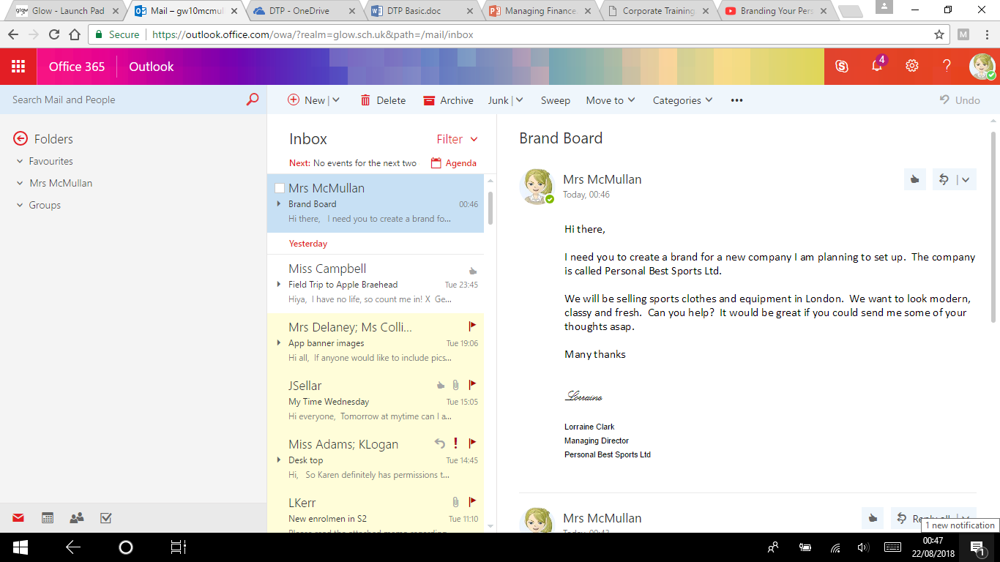 glow Glow - Launch Pad
Mail – gw10mcmul
DTP - OneDrive
DTP Basic.doc
Managing Finance
Corporate Training
Branding Your Pers
Secure
https://outlook.office.com/owa/?realm=glow.sch.uk&path=/mail/inbox
M
Office 365
Outlook
4
Search Mail and People
New
Delete
Archive
Junk
Sweep
Move to
Categories
Undo
Folders
Favourites
Mrs McMullan
Groups
Inbox
Filter
Next: No events for the next two
Agenda
Mrs McMullan
Brand Board 00:46
Hi there, I need you to create a brand fo...
Yesterday
Miss Campbell
Field Trip to Apple Braehead Tue 23:45
Hiya, I have no life, so count me in! X Ge...
Mrs Delaney; Ms Colli...
App banner images Tue 19:06
Hi all, If anyone would like to include pics...
JSellar
My Time Wednesday Tue 15:05
Hi everyone, Tomorrow at mytime can I a...
Miss Adams; KLogan
Desk top Tue 14:45
Hi, So Karen definitely has permissions t...
LKerr
New enrolmen in S2 Tue 11:10
Brand Board
Mrs McMullan
Today, 00:46
Hi there,
I need you to create a brand for a new company I am planning to set up. The company
is called Personal Best Sports Ltd.
We will be selling sports clothes and equipment in London. We want to look modern,
classy and fresh. Can you help? It would be great if you could send me some of your
thoughts asap.
Many thanks
Lorraine
Lorraine Clark
Managing Director
Personal Best Sports Ltd
Mrs McMullan
Reply all
1 new notification
00:47
22/08/2018
1